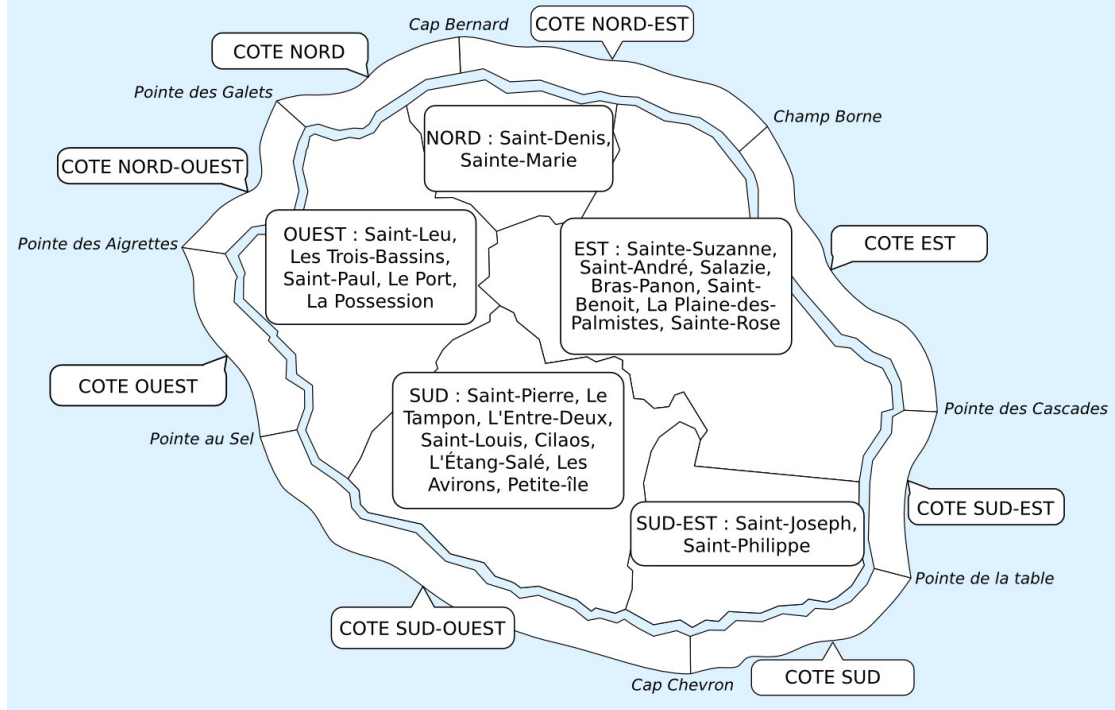 Cap Bernard
COTE NORD-EST
COTE NORD
Pointe des Galets
Champ Borne
NORD : Saint-Denis,
Sainte-Marie
COTE NORD-OUEST
Pointe des Aigrettes
OUEST : Saint-Leu,
Les Trois-Bassins,
Saint-Paul, Le Port,
La Possession
EST : Sainte-Suzanne,
Saint-André, Salazie,
Bras-Panon, Saint-
Benoit, La Plaine-des-
Palmistes, Sainte-Rose
COTE EST
COTE OUEST
SUD : Saint-Pierre, Le
Tampon, L'Entre-Deux,
Saint-Louis, Cilaos,
L'Étang-Salé, Les
Avirons, Petite-île
Pointe des Cascades
Pointe au Sel
COTE SUD-EST
SUD-EST : Saint-Joseph,
Saint-Philippe
Pointe de la table
COTE SUD-OUEST
Cap Chevron
COTE SUD